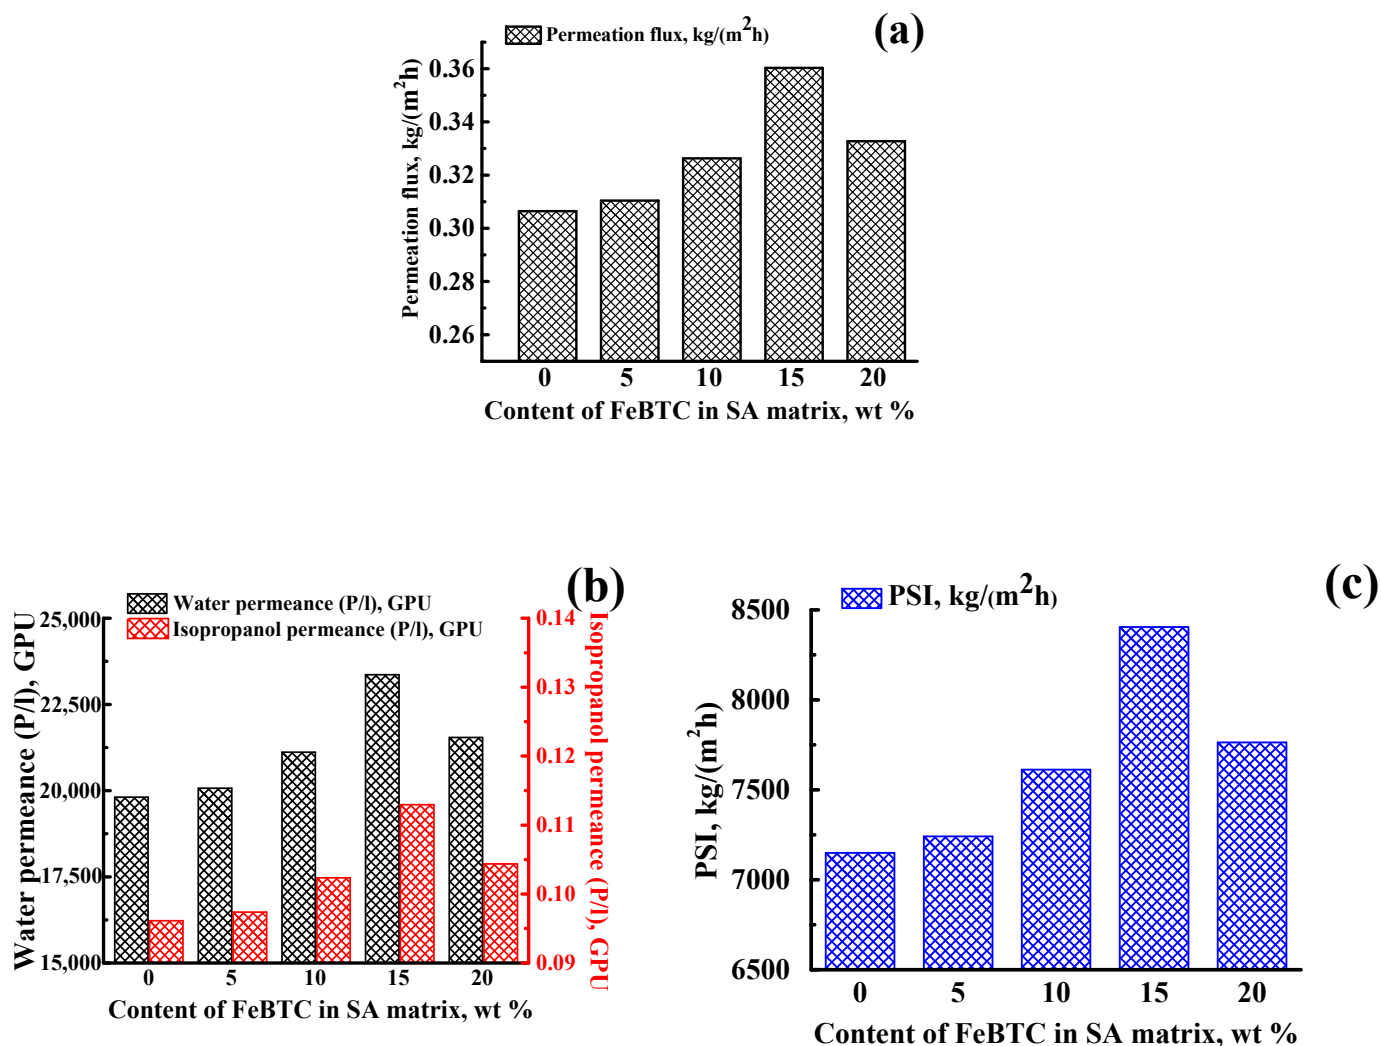 (a)
Permeation flux, kg/(m²h)
Permeation flux, kg/(m²h)
0.36
0.34
0.32
0.30
0.28
0.26
0 5 10 15 20
Content of FeBTC in SA matrix, wt %
(b)
Water permeance (P/l), GPU
Isopropanol permeance (P/l), GPU
Water permeance (P/l), GPU
25,000
22,500
20,000
17,500
15,000
0.14
0.13
0.12
0.11
0.10
0.09
Isopropanol permeance (P/l), GPU
0 5 10 15 20
Content of FeBTC in SA matrix, wt %
(c)
PSI, kg/(m²h)
PSI, kg/(m²h)
8500
8000
7500
7000
6500
0 5 10 15 20
Content of FeBTC in SA matrix, wt %